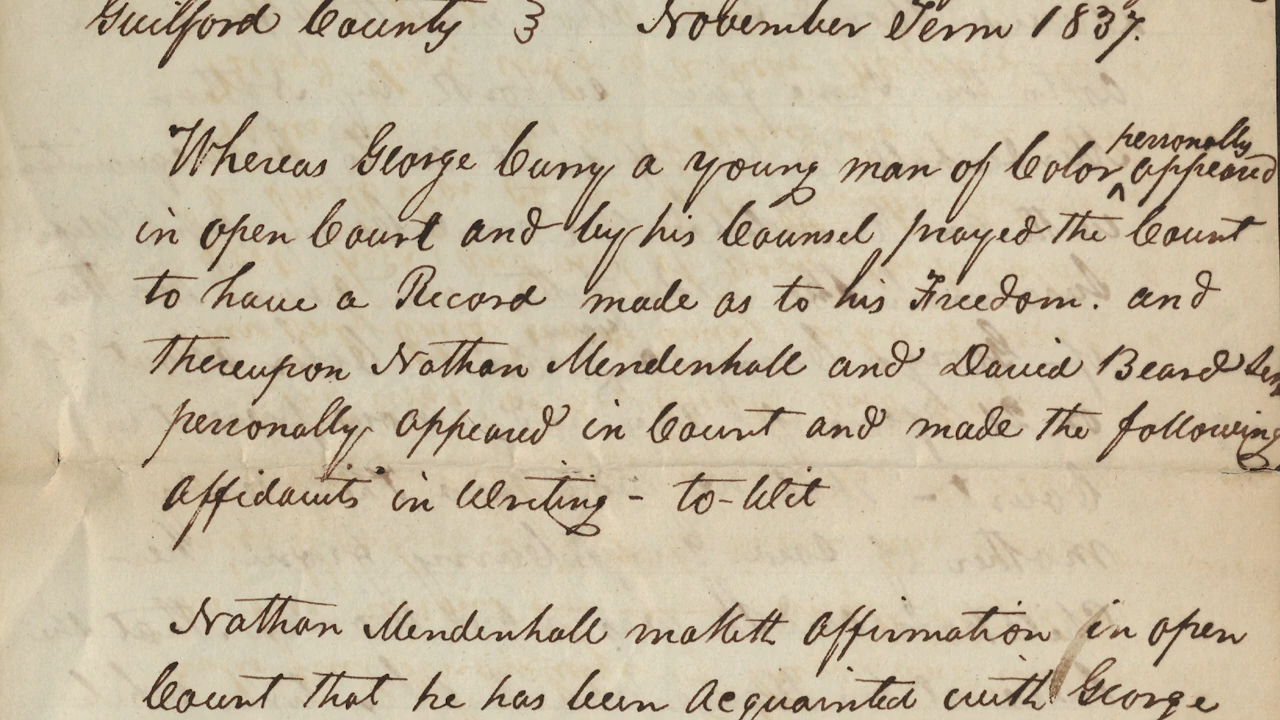 Guilford County } November Term 1837.
Whereas George Curry a young man of Color personally appeared
in open Court and by his Counsel prayed the Court
to have a Record made as to his Freedom. and
thereupon Nathan Mendenhall and David Beard Sen
personally appeared in Court and made the following
affidavits in Writing - to-Wit
Nathan Mendenhall maketh affirmation in open
Court that he has been acquainted with George